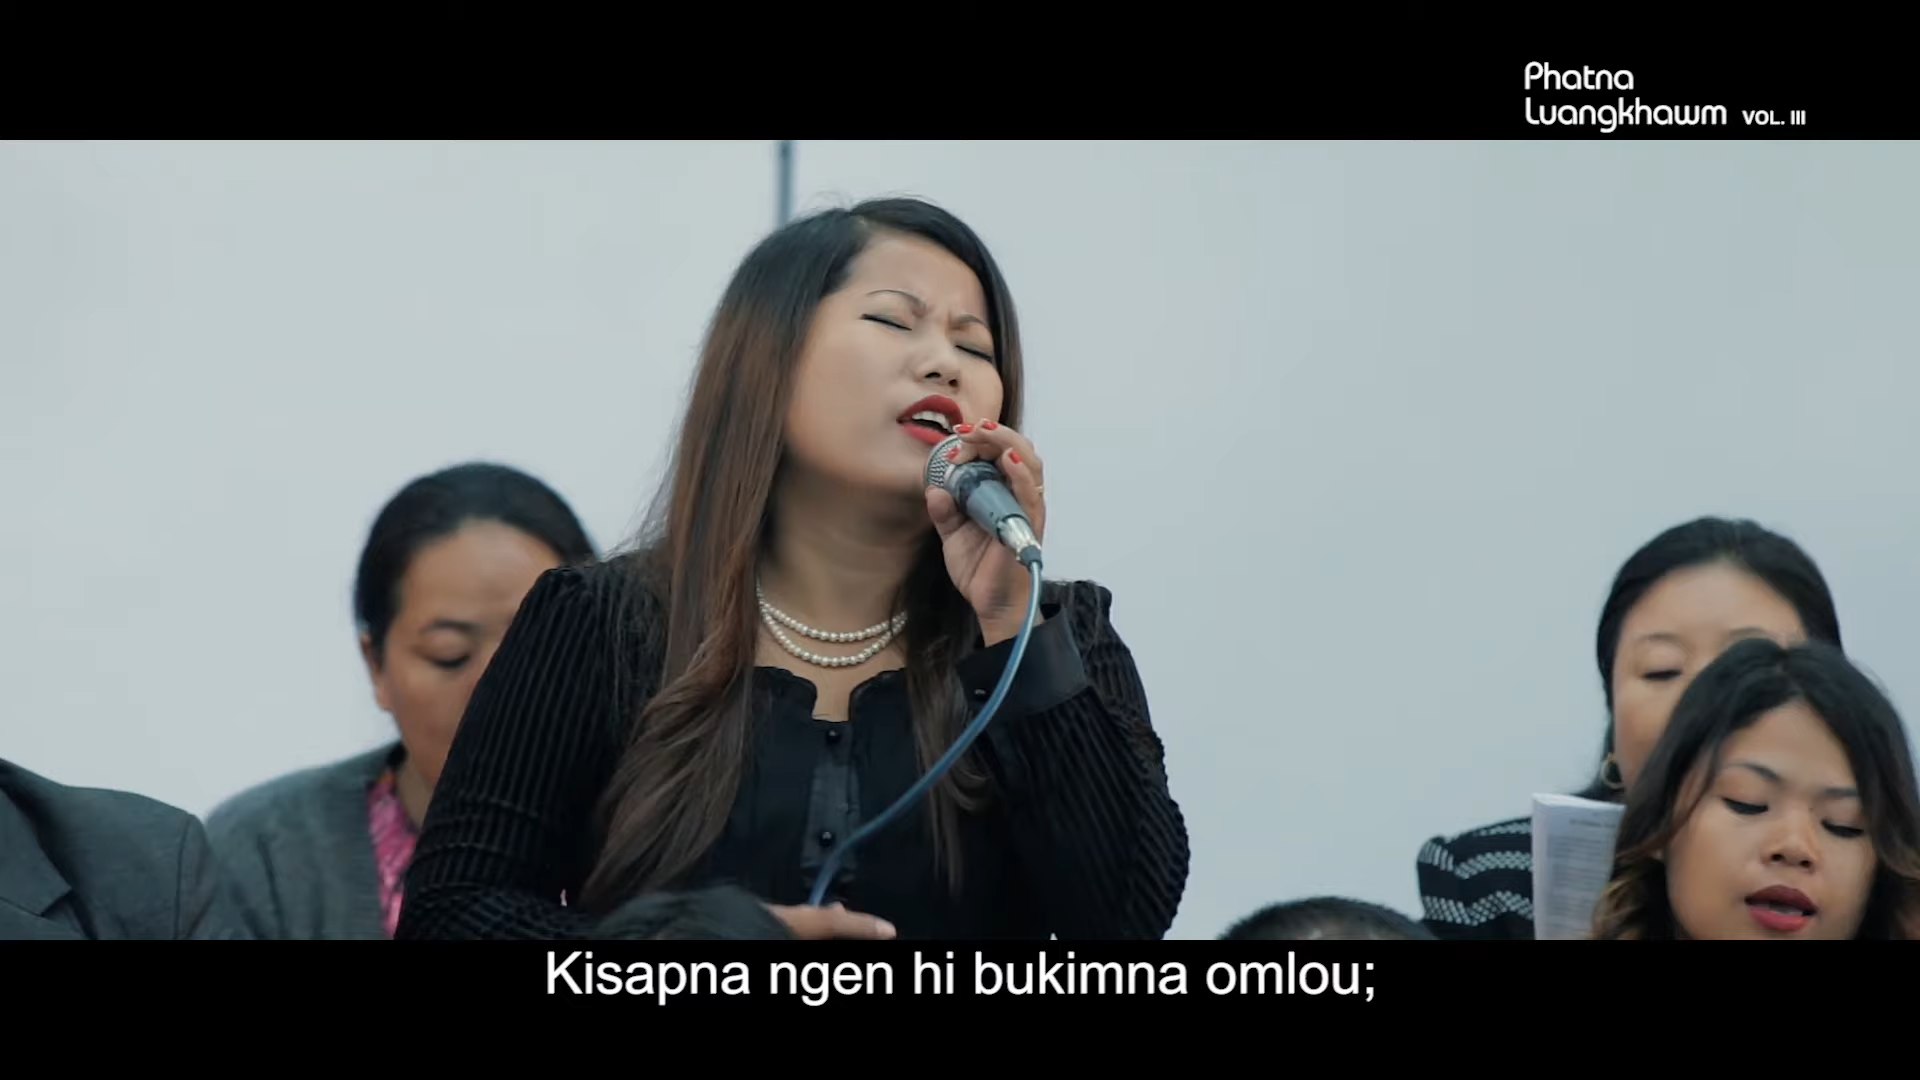 Phatna
Luangkhawm VOL. III
Kisapna ngen hi bukimna omlou;